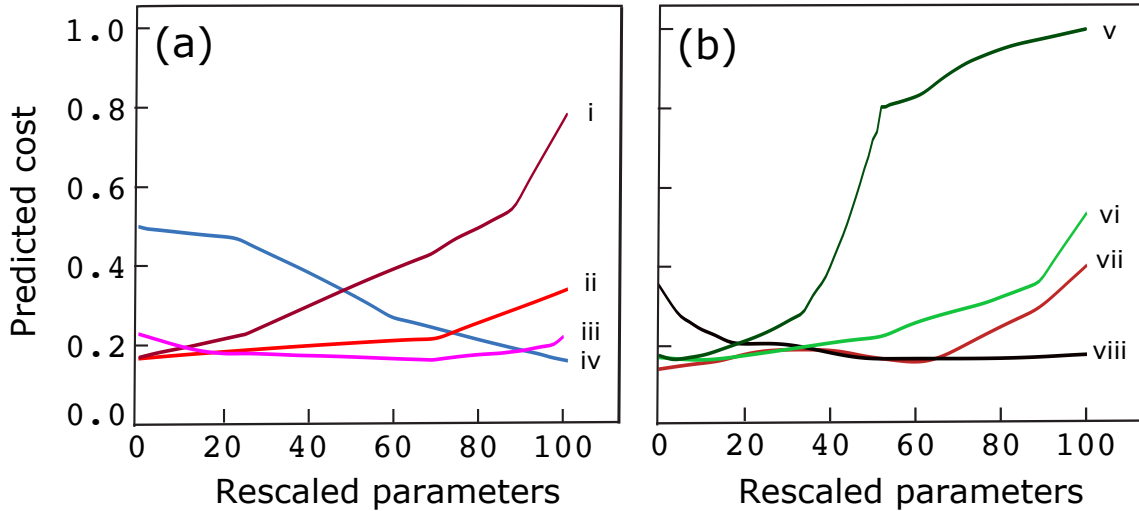 (a)
(b)
Predicted cost
1.0
0.8
0.6
0.4
0.2
0.0
i
ii
iii
iv
v
vi
vii
viii
0 20 40 60 80 100
0 20 40 60 80 100
Rescaled parameters
Rescaled parameters